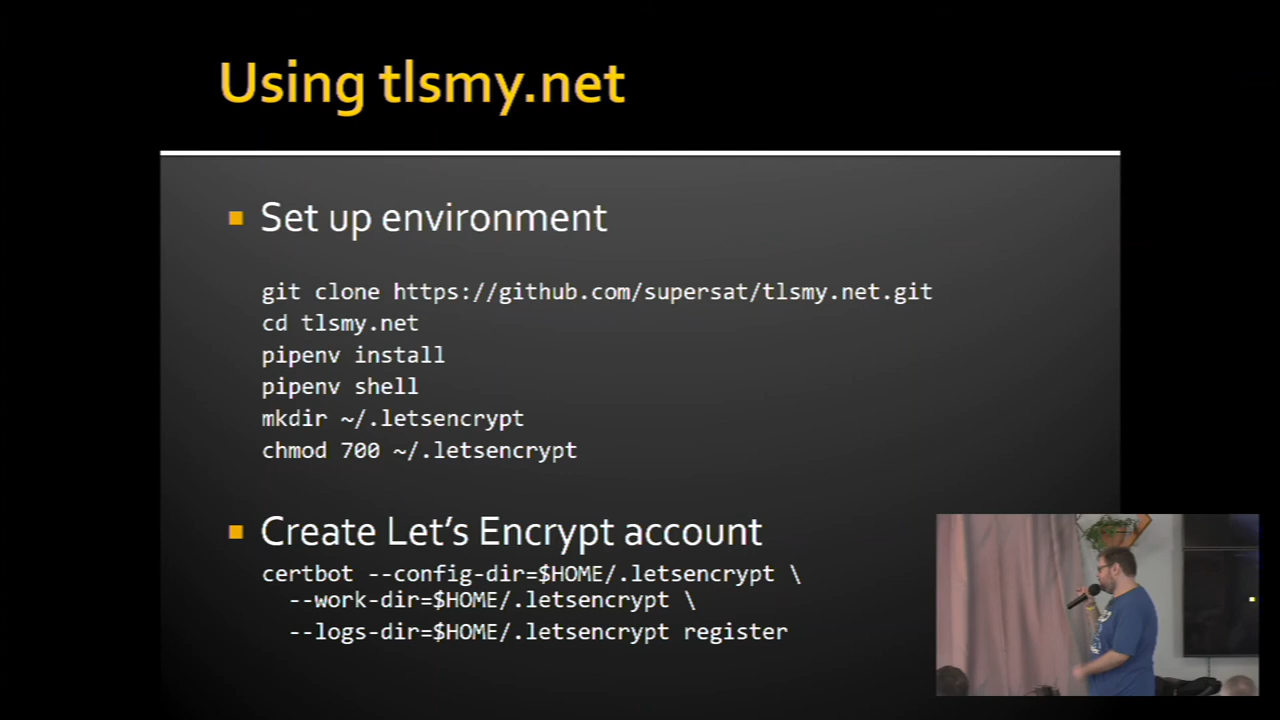 Using tlsmy.net
Set up environment
git clone https://github.com/supersat/tlsmy.net.git
cd tlsmy.net
pipenv install
pipenv shell
mkdir ~/.letsencrypt
chmod 700 ~/.letsencrypt
Create Let’s Encrypt account
certbot --config-dir=$HOME/.letsencrypt \
--work-dir=$HOME/.letsencrypt \
--logs-dir=$HOME/.letsencrypt register